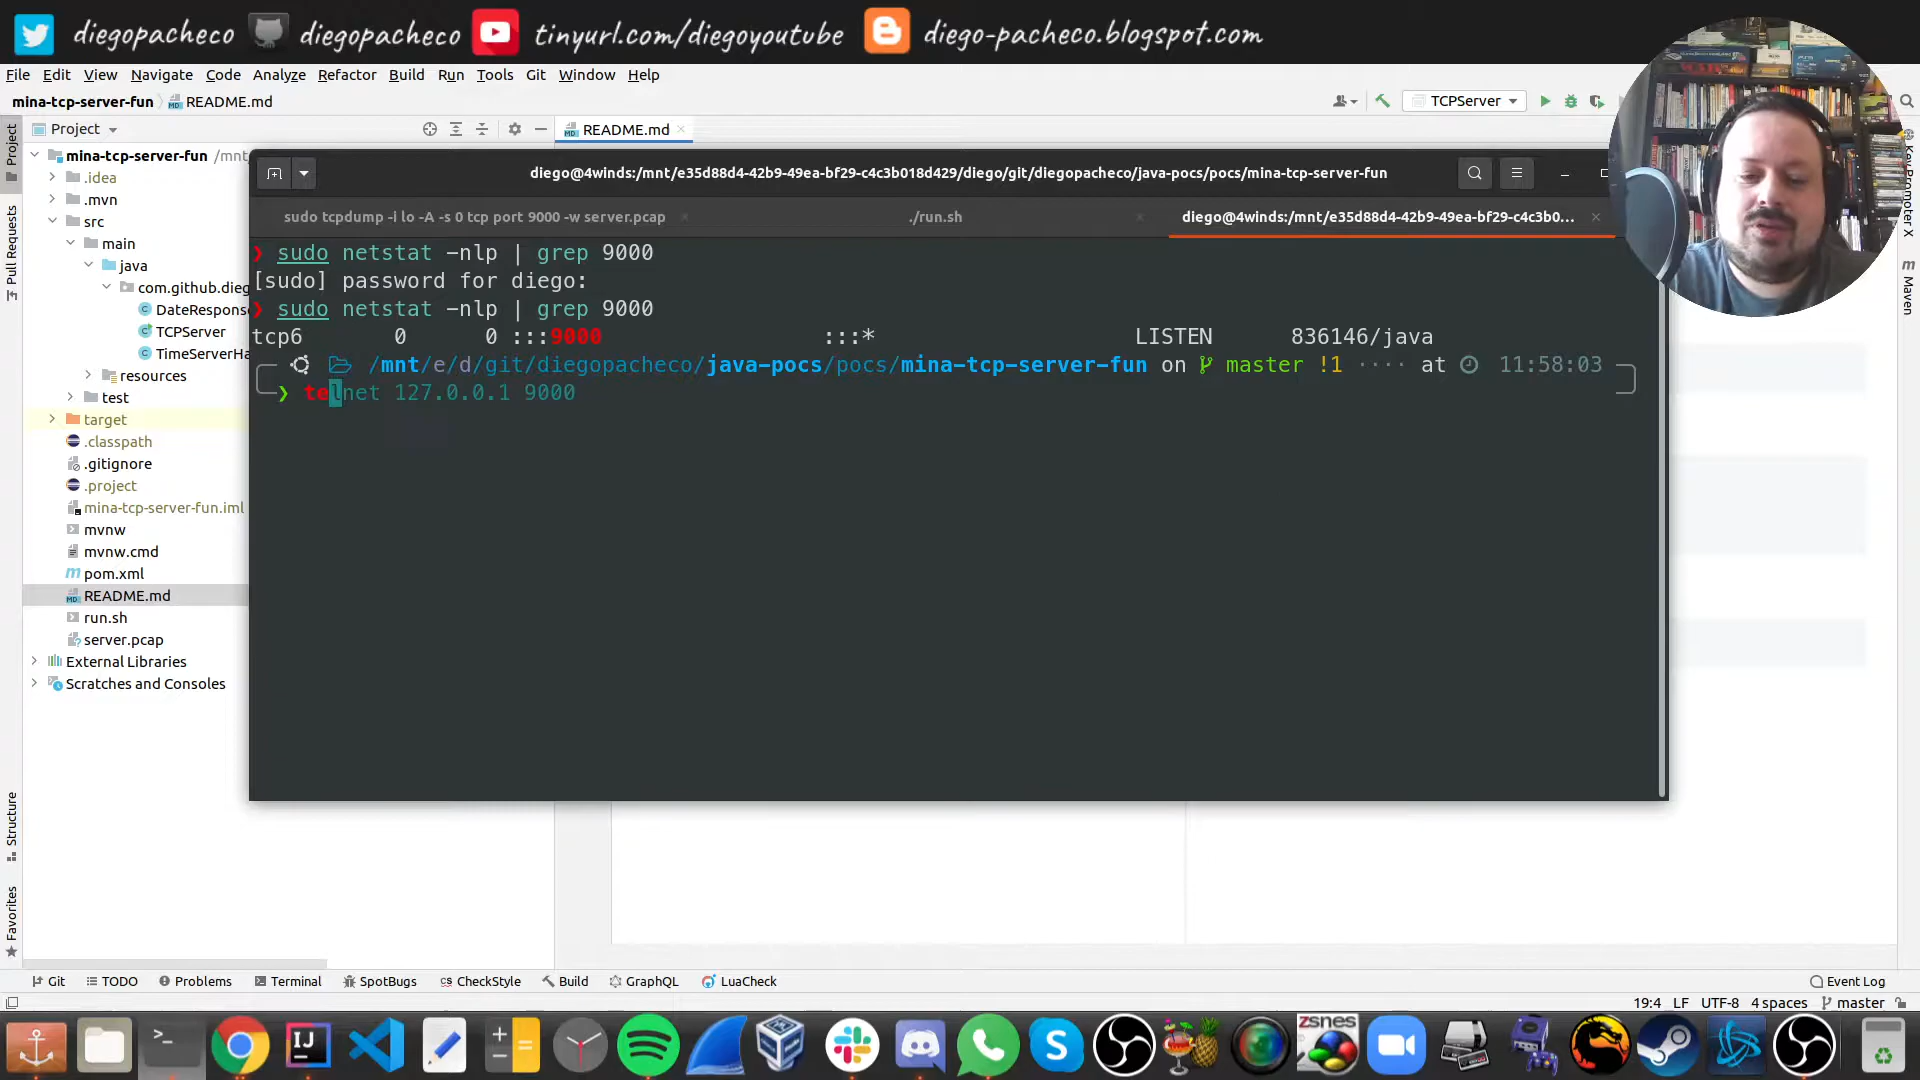 diegopacheco diegopacheco tinyurl.com/diegoyoutube diego-pacheco.blogspot.com
File Edit View Navigate Code Analyze Refactor Build Run Tools Git Window Help
mina-tcp-server-fun README.md TCPServer
Project README.md
mina-tcp-server-fun /mnt
.idea
.mvn
src
main
java
com.github.dieg
DateRespons
TCPServer
TimeServerHa
resources
test
target
.classpath
.gitignore
.project
mina-tcp-server-fun.iml
mvnw
mvnw.cmd
pom.xml
README.md
run.sh
server.pcap
External Libraries
Scratches and Consoles
Project
Pull Requests
Structure
Favorites
diego@4winds:/mnt/e35d88d4-42b9-49ea-bf29-c4c3b018d429/diego/git/diegopacheco/java-pocs/pocs/mina-tcp-server-fun
sudo tcpdump -i lo -A -s 0 tcp port 9000 -w server.pcap ./run.sh diego@4winds:/mnt/e35d88d4-42b9-49ea-bf29-c4c3b0...
❯ sudo netstat -nlp | grep 9000
[sudo] password for diego:
❯ sudo netstat -nlp | grep 9000
tcp6 0 0 :::9000 :::* LISTEN 836146/java
/mnt/e/d/git/diegopacheco/java-pocs/pocs/mina-tcp-server-fun on master !1 ···· at 11:58:03
❯ telnet 127.0.0.1 9000
Key Promoter X
Maven
Git TODO Problems Terminal SpotBugs CheckStyle Build GraphQL LuaCheck Event Log
19:4 LF UTF-8 4 spaces master
zsnes